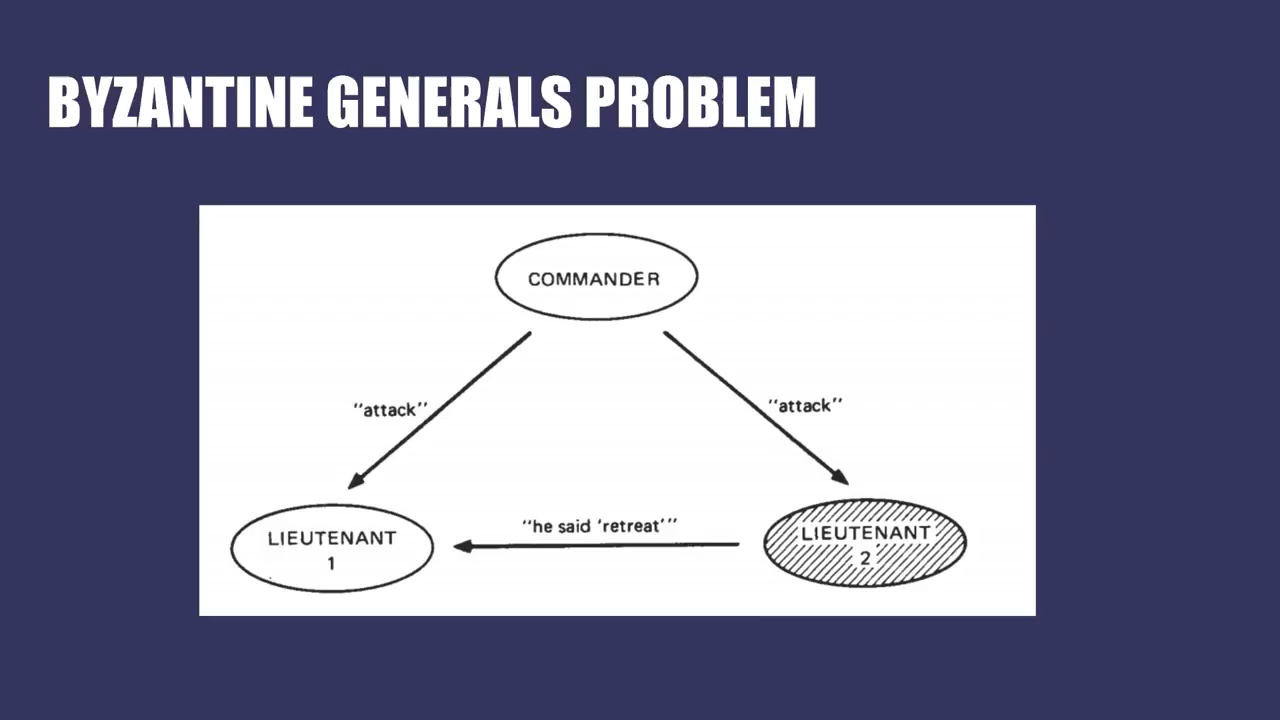 BYZANTINE GENERALS PROBLEM
COMMANDER
"attack"
"attack"
"he said 'retreat'"
LIEUTENANT
1
LIEUTENANT
2